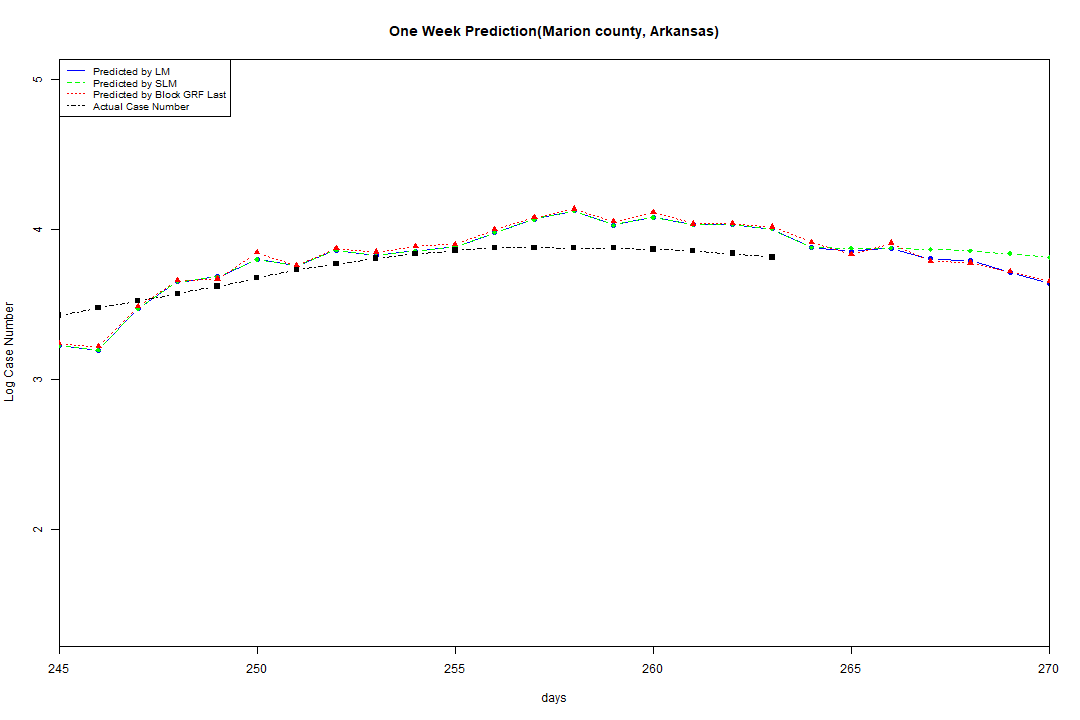 One Week Prediction(Marion county, Arkansas)
Predicted by LM
Predicted by SLM
Predicted by Block GRF Last
Actual Case Number
5
4
3
2
Log Case Number
245 250 255 260 265 270
days